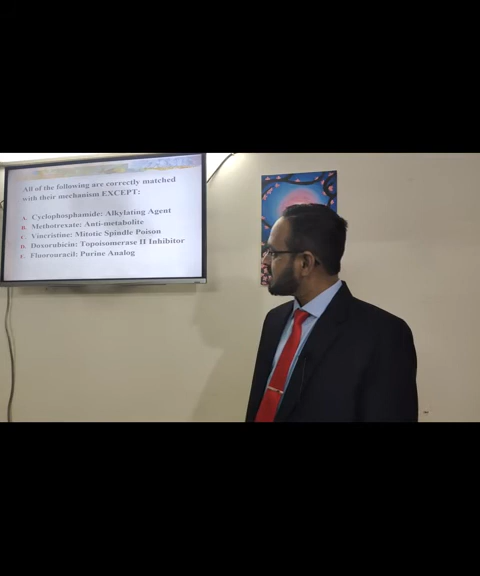 All of the following are correctly matched
with their mechanism EXCEPT:
A. Cyclophosphamide: Alkylating Agent
B. Methotrexate: Anti-metabolite
C. Vincristine: Mitotic Spindle Poison
D. Doxorubicin: Topoisomerase II Inhibitor
E. Fluorouracil: Purine Analog